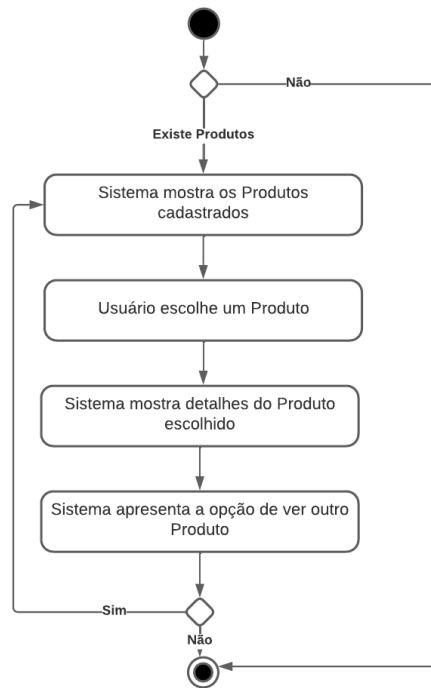 Não
Existe Produtos
Sistema mostra os Produtos
cadastrados
Usuário escolhe um Produto
Sistema mostra detalhes do Produto
escolhido
Sistema apresenta a opção de ver outro
Produto
Sim
Não